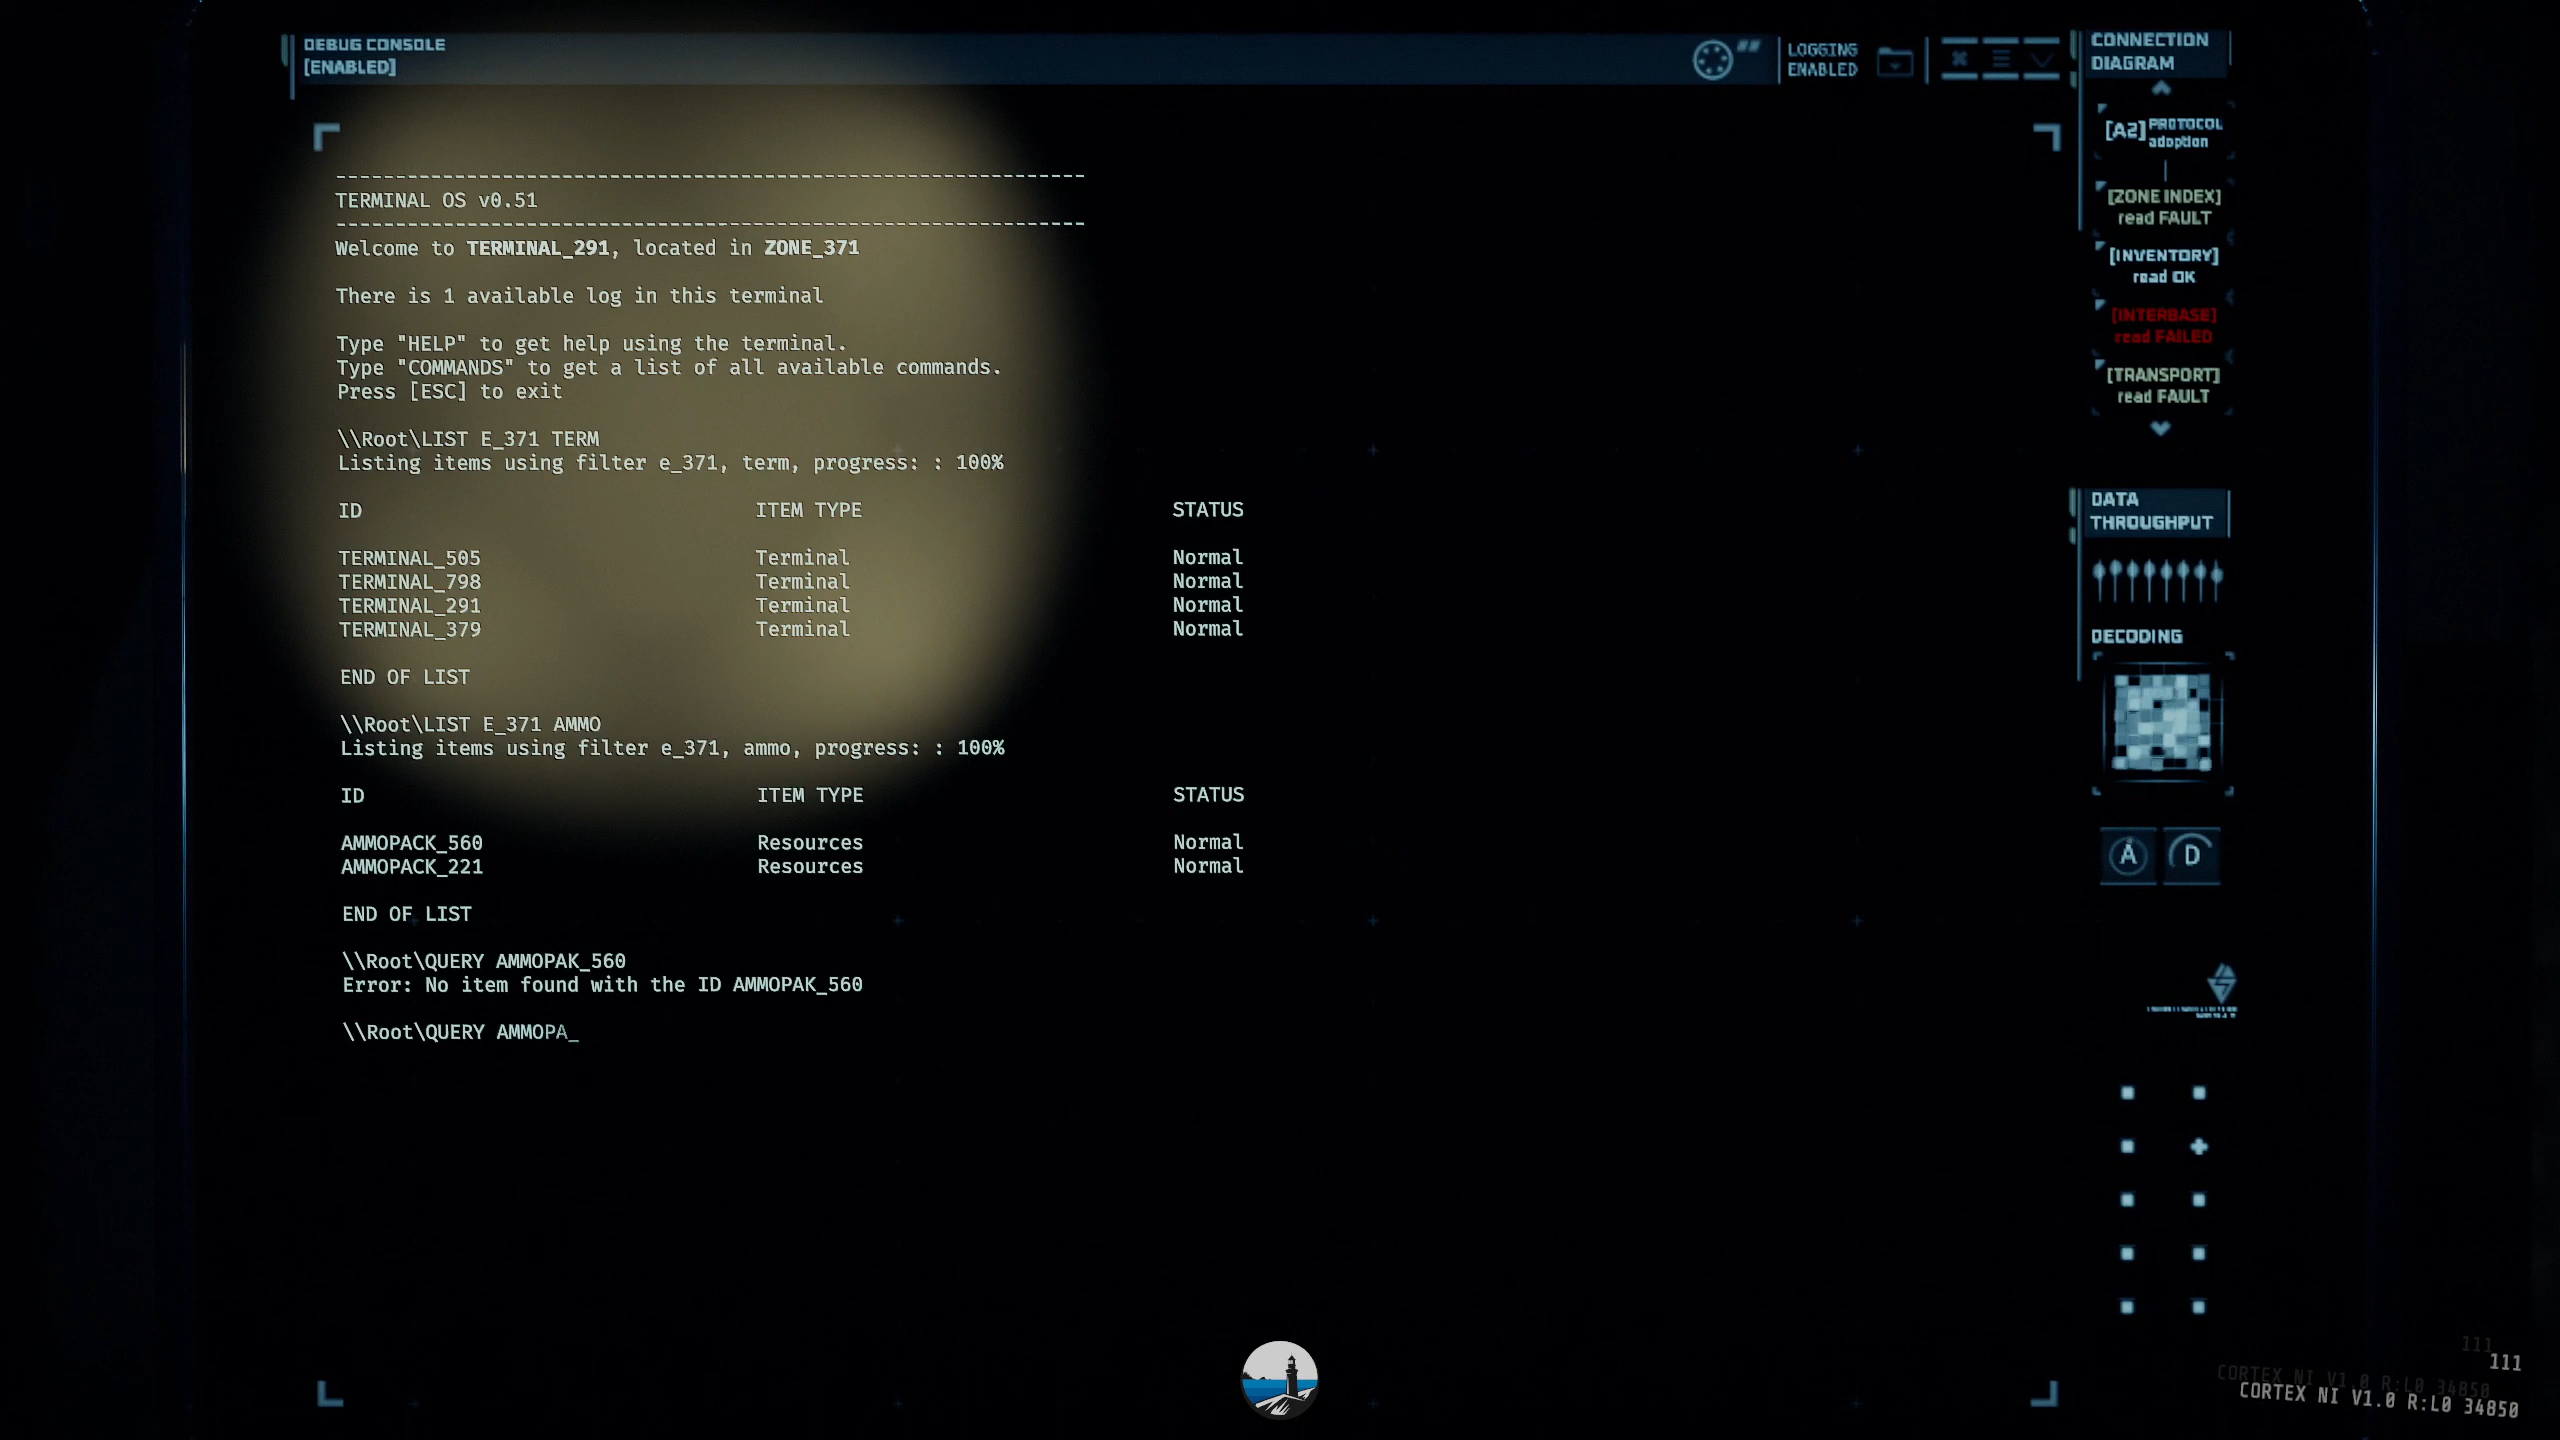 DEBUG CONSOLE
[ENABLED]
LOGGING
ENABLED
CONNECTION
DIAGRAM
[A2] PROTOCOL
adoption
[ZONE INDEX]
read FAULT
[INVENTORY]
read OK
[INTERBASE]
read FAILED
[TRANSPORT]
read FAULT
DATA
THROUGHPUT
DECODING
A D
---------------------------------------------------------------
TERMINAL OS v0.51
---------------------------------------------------------------
Welcome to TERMINAL_291, located in ZONE_371
There is 1 available log in this terminal
Type "HELP" to get help using the terminal.
Type "COMMANDS" to get a list of all available commands.
Press [ESC] to exit
\\Root\LIST E_371 TERM
Listing items using filter e_371, term, progress: : 100%
ID ITEM TYPE STATUS
TERMINAL_505 Terminal Normal
TERMINAL_798 Terminal Normal
TERMINAL_291 Terminal Normal
TERMINAL_379 Terminal Normal
END OF LIST
\\Root\LIST E_371 AMMO
Listing items using filter e_371, ammo, progress: : 100%
ID ITEM TYPE STATUS
AMMOPACK_560 Resources Normal
AMMOPACK_221 Resources Normal
END OF LIST
\\Root\QUERY AMMOPAK_560
Error: No item found with the ID AMMOPAK_560
\\Root\QUERY AMMOPA_
111
111
CORTEX NI V1.0 R:L0 34850
CORTEX NI V1.0 R:L0 34850